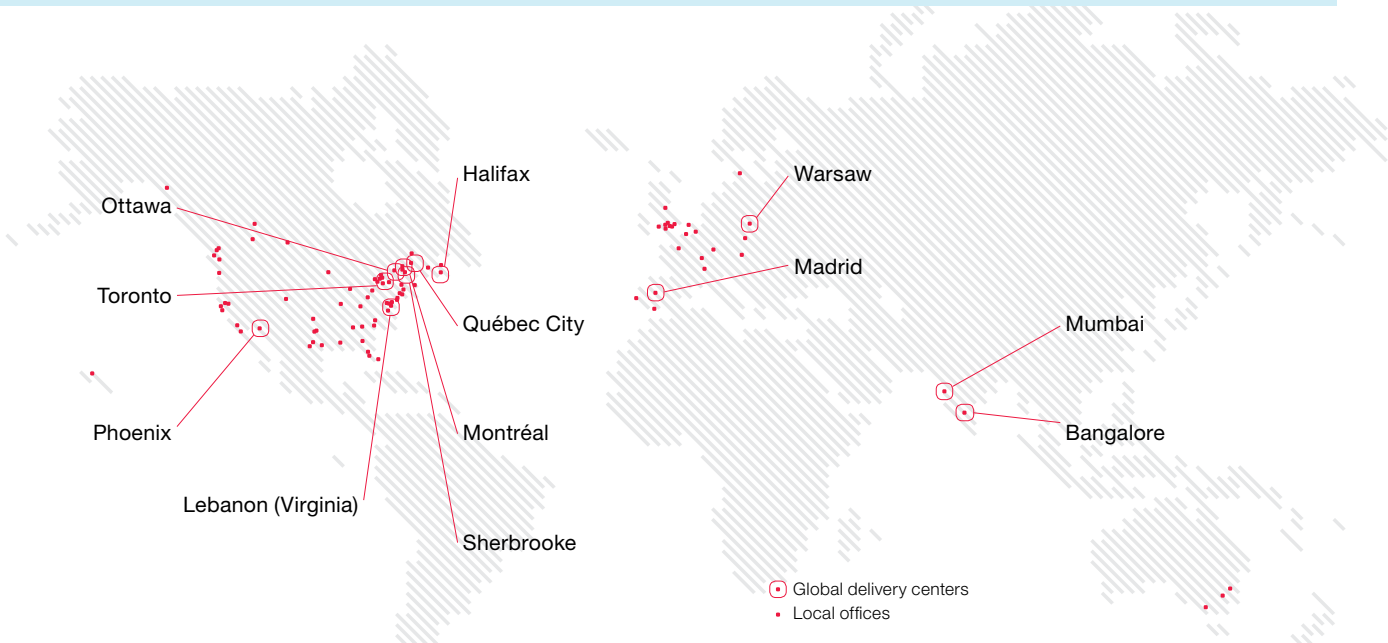 Halifax
Warsaw
Ottawa
Madrid
Toronto
Québec City
Mumbai
Phoenix
Montréal
Bangalore
Lebanon (Virginia)
Sherbrooke
Global delivery centers
Local offices